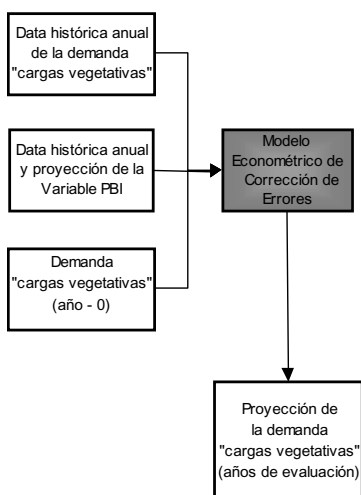 Data histórica anual
de la demanda
"cargas vegetativas"
Data histórica anual
y proyección de la
Variable PBI
Demanda
"cargas vegetativas"
(año - 0)
Modelo
Econométrico de
Corrección de
Errores
Proyección de
la demanda
"cargas vegetativas"
(años de evaluación)